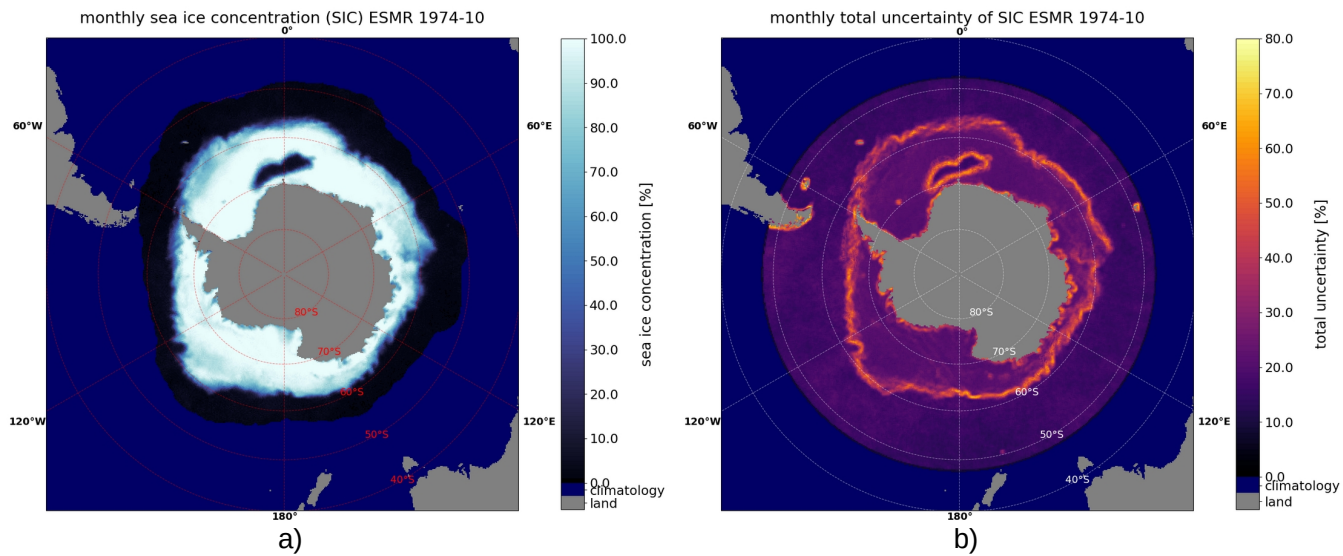 monthly sea ice concentration (SIC) ESMR 1974-10
0°
60°W
60°E
120°W
120°E
180°
80°S
70°S
60°S
50°S
40°S
100.0
90.0
80.0
70.0
60.0
50.0
40.0
30.0
20.0
10.0
0.0
climatology
land
sea ice concentration [%]
a)
monthly total uncertainty of SIC ESMR 1974-10
0°
60°W
60°E
120°W
120°E
180°
80°S
70°S
60°S
50°S
40°S
80.0
70.0
60.0
50.0
40.0
30.0
20.0
10.0
0.0
climatology
land
total uncertainty [%]
b)